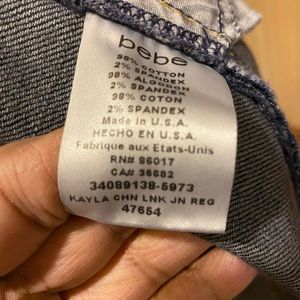 bebe
98% COTTON
2% SPANDEX
98% ALGODON
2% SPANDEX
98% COTON
2% SPANDEX
Made in U.S.A.
HECHO EN U.S.A.
Fabrique aux Etats-Unis
RN# 86017
CA# 36682
34089138-5973
KAYLA CHN LNK JN REG
47654